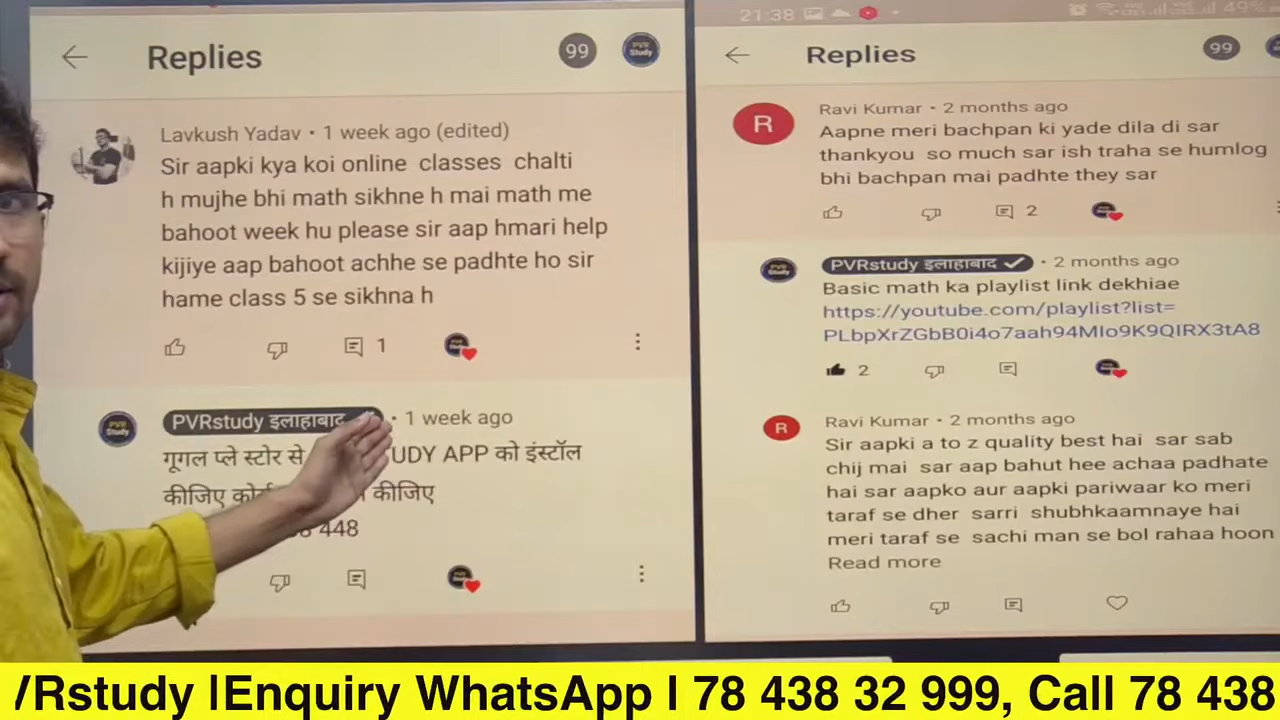 Replies
99
PVR Study
Lavkush Yadav • 1 week ago (edited)
Sir aapki kya koi online classes chalti
h mujhe bhi math sikhne h mai math me
bahoot week hu please sir aap hmari help
kijiye aap bahoot achhe se padhte ho sir
hame class 5 se sikhna h
1
PVR Study
PVRstudy इलाहाबाद • 1 week ago
गूगल प्ले स्टोर से UDY APP को इंस्टॉल
कीजिए कीजिए
448
21:38
49%
Replies
99
R
Ravi Kumar • 2 months ago
Aapne meri bachpan ki yade dila di sar
thankyou so much sar ish traha se humlog
bhi bachpan mai padhte they sar
2
PVRstudy इलाहाबाद • 2 months ago
Basic math ka playlist link dekhiae
https://youtube.com/playlist?list=
PLbpXrZGbB0i4o7aah94MIo9K9QIRX3tA8
2
R
Ravi Kumar • 2 months ago
Sir aapki a to z quality best hai sar sab
chij mai sar aap bahut hee achaa padhate
hai sar aapko aur aapki pariwaar ko meri
taraf se dher sarri shubhkaamnaye hai
meri taraf se sachi man se bol rahaa hoon
Read more
/Rstudy |Enquiry WhatsApp I 78 438 32 999, Call 78 438